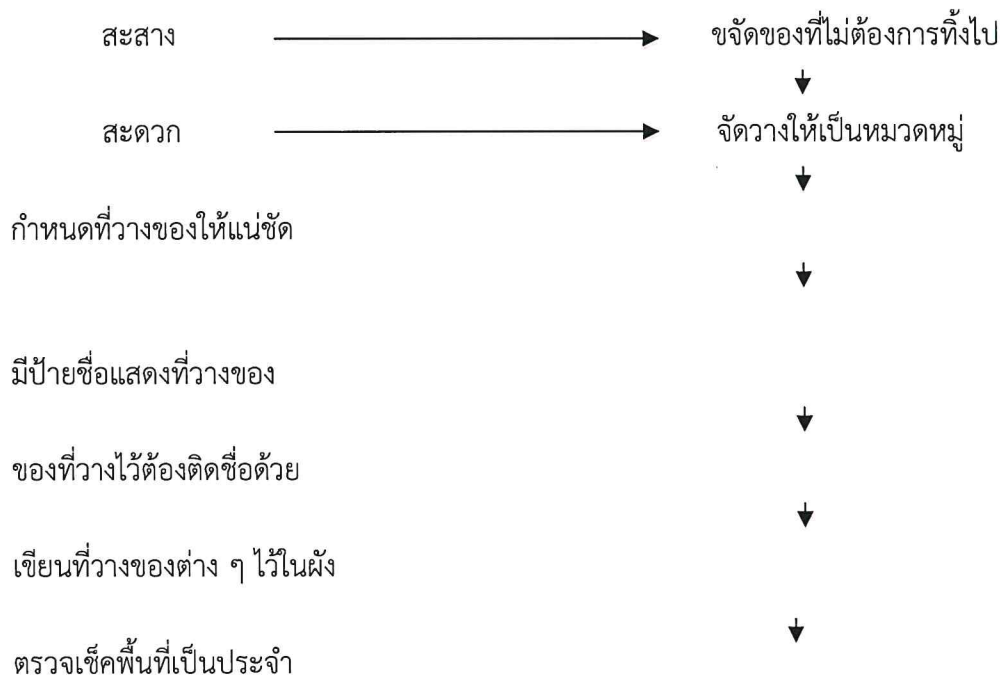 สะสาง ขจัดของที่ไม่ต้องการทิ้งไป
สะดวก จัดวางให้เป็นหมวดหมู่
กำหนดที่วางของให้แน่ชัด
มีป้ายชื่อแสดงที่วางของ
ของที่วางไว้ต้องติดชื่อด้วย
เขียนที่วางของต่าง ๆ ไว้ในผัง
ตรวจเช็คพื้นที่เป็นประจำ